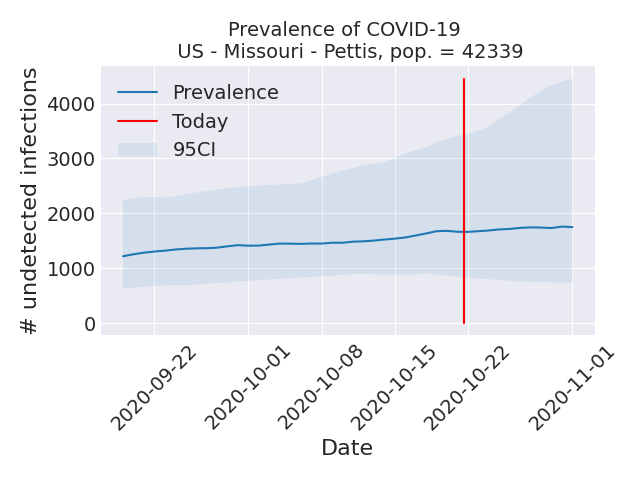 Prevalence of COVID-19
US - Missouri - Pettis, pop. = 42339
# undetected infections
4000
3000
2000
1000
0
Prevalence
Today
95CI
2020-09-22
2020-10-01
2020-10-08
2020-10-15
2020-10-22
2020-11-01
Date